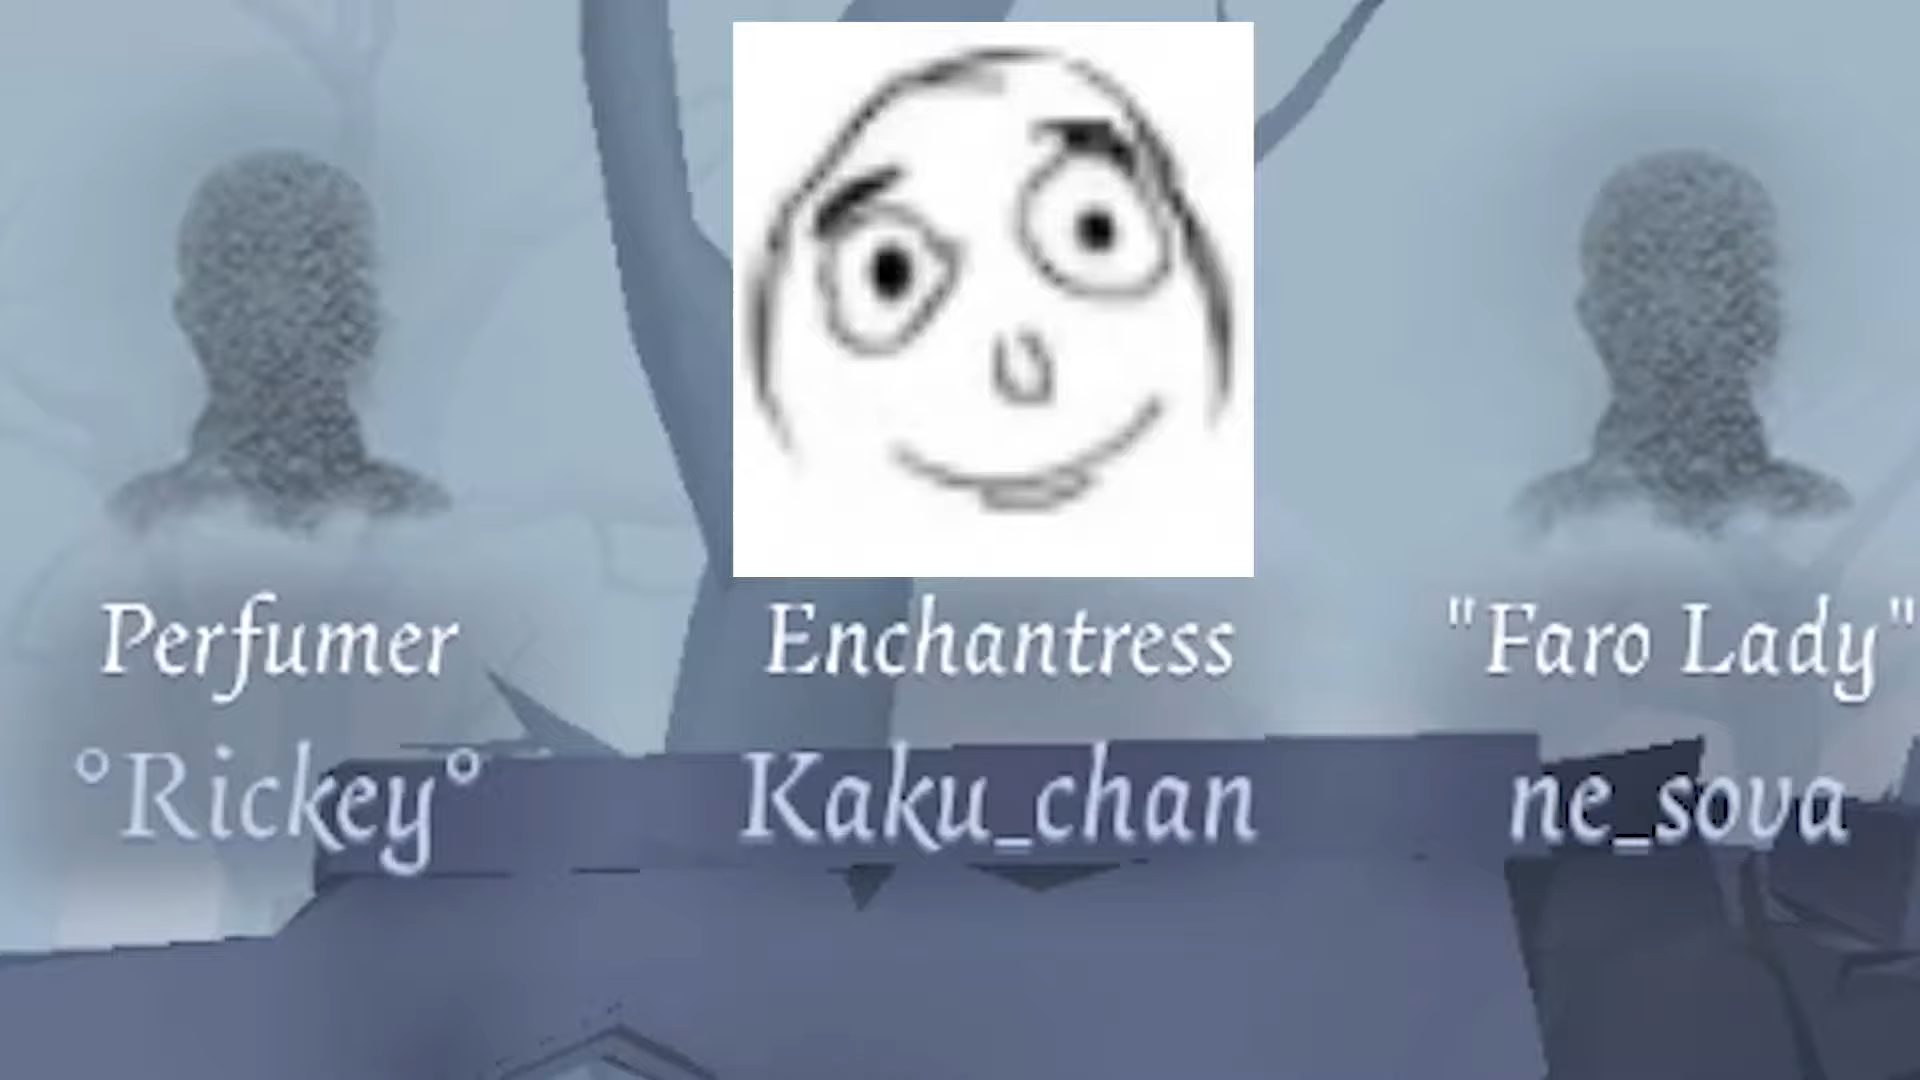 Perfumer
Enchantress
"Faro Lady"
°Rickey°
Kaku_chan
ne_sova